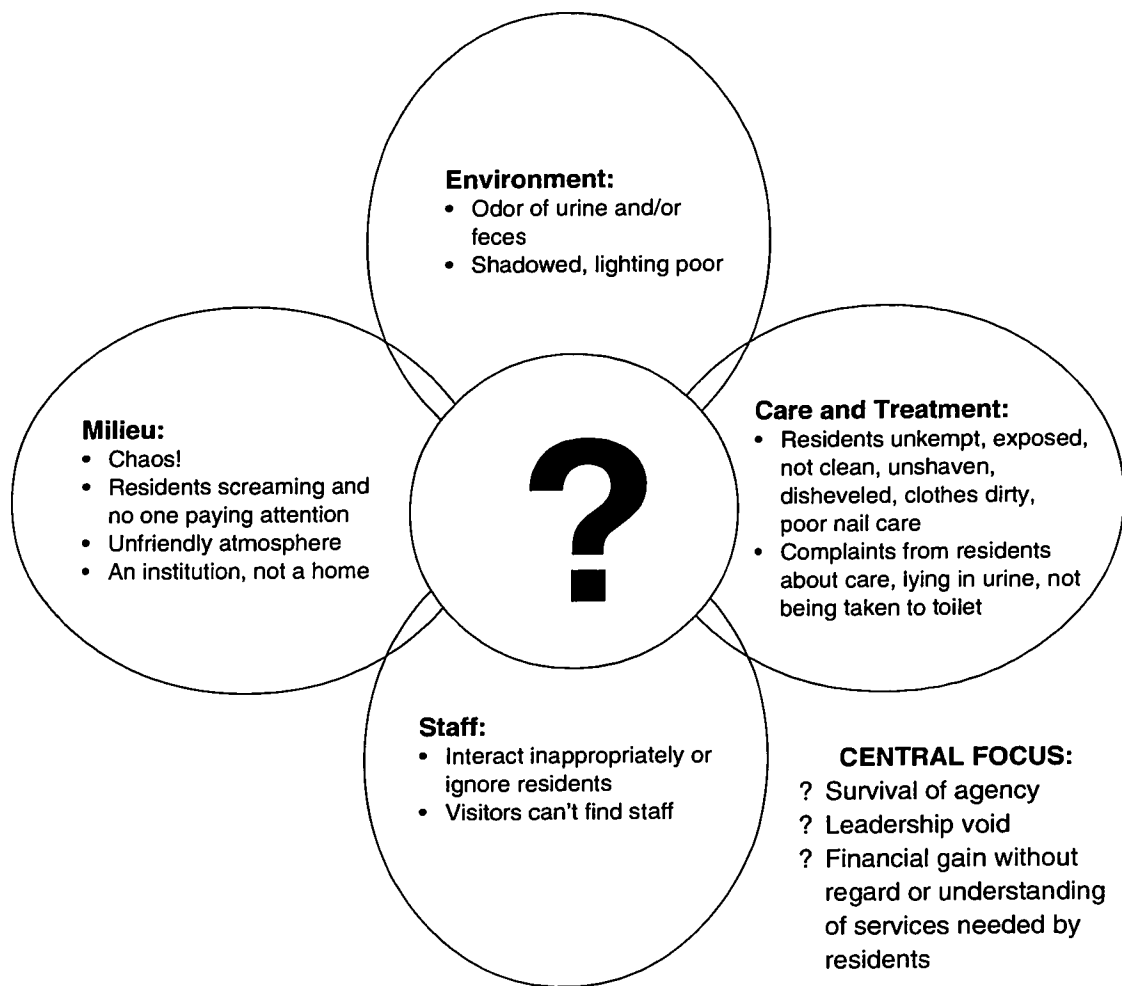 Environment:
• Odor of urine and/or
feces
• Shadowed, lighting poor
Milieu:
• Chaos!
• Residents screaming and
no one paying attention
• Unfriendly atmosphere
• An institution, not a home
?
Care and Treatment:
• Residents unkempt, exposed,
not clean, unshaven,
disheveled, clothes dirty,
poor nail care
• Complaints from residents
about care, lying in urine, not
being taken to toilet
Staff:
• Interact inappropriately or
ignore residents
• Visitors can't find staff
CENTRAL FOCUS:
? Survival of agency
? Leadership void
? Financial gain without
regard or understanding
of services needed by
residents